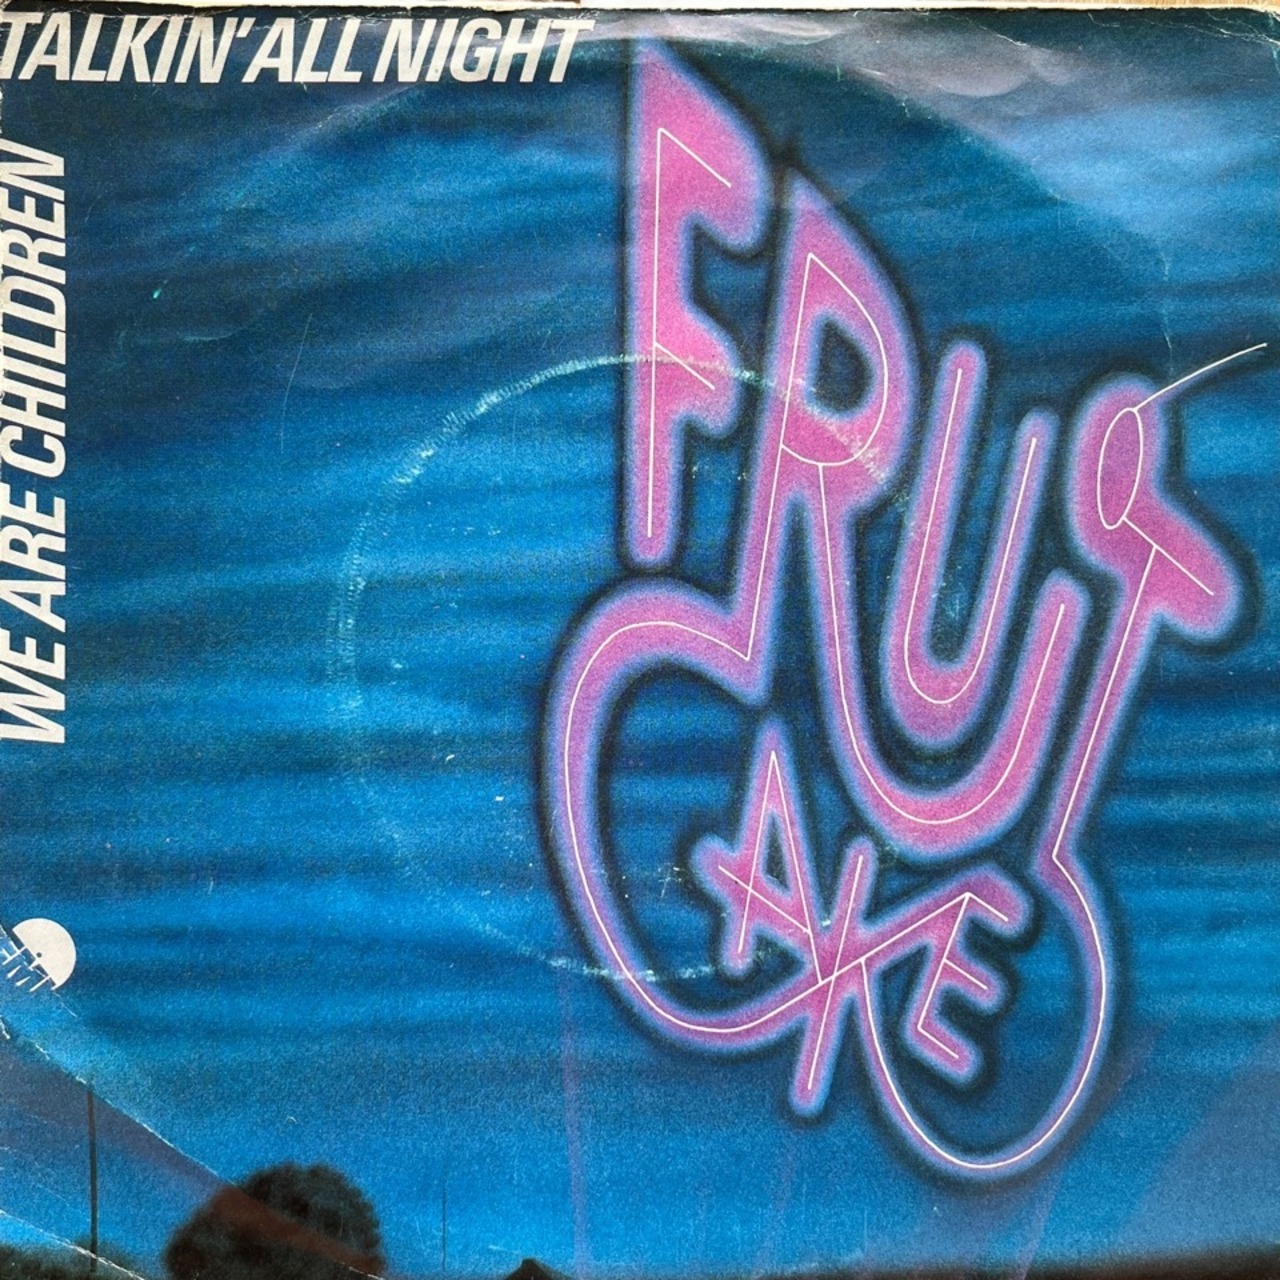 TALKIN' ALL NIGHT
WE ARE CHILDREN
FRUIT
CAKE
EMI